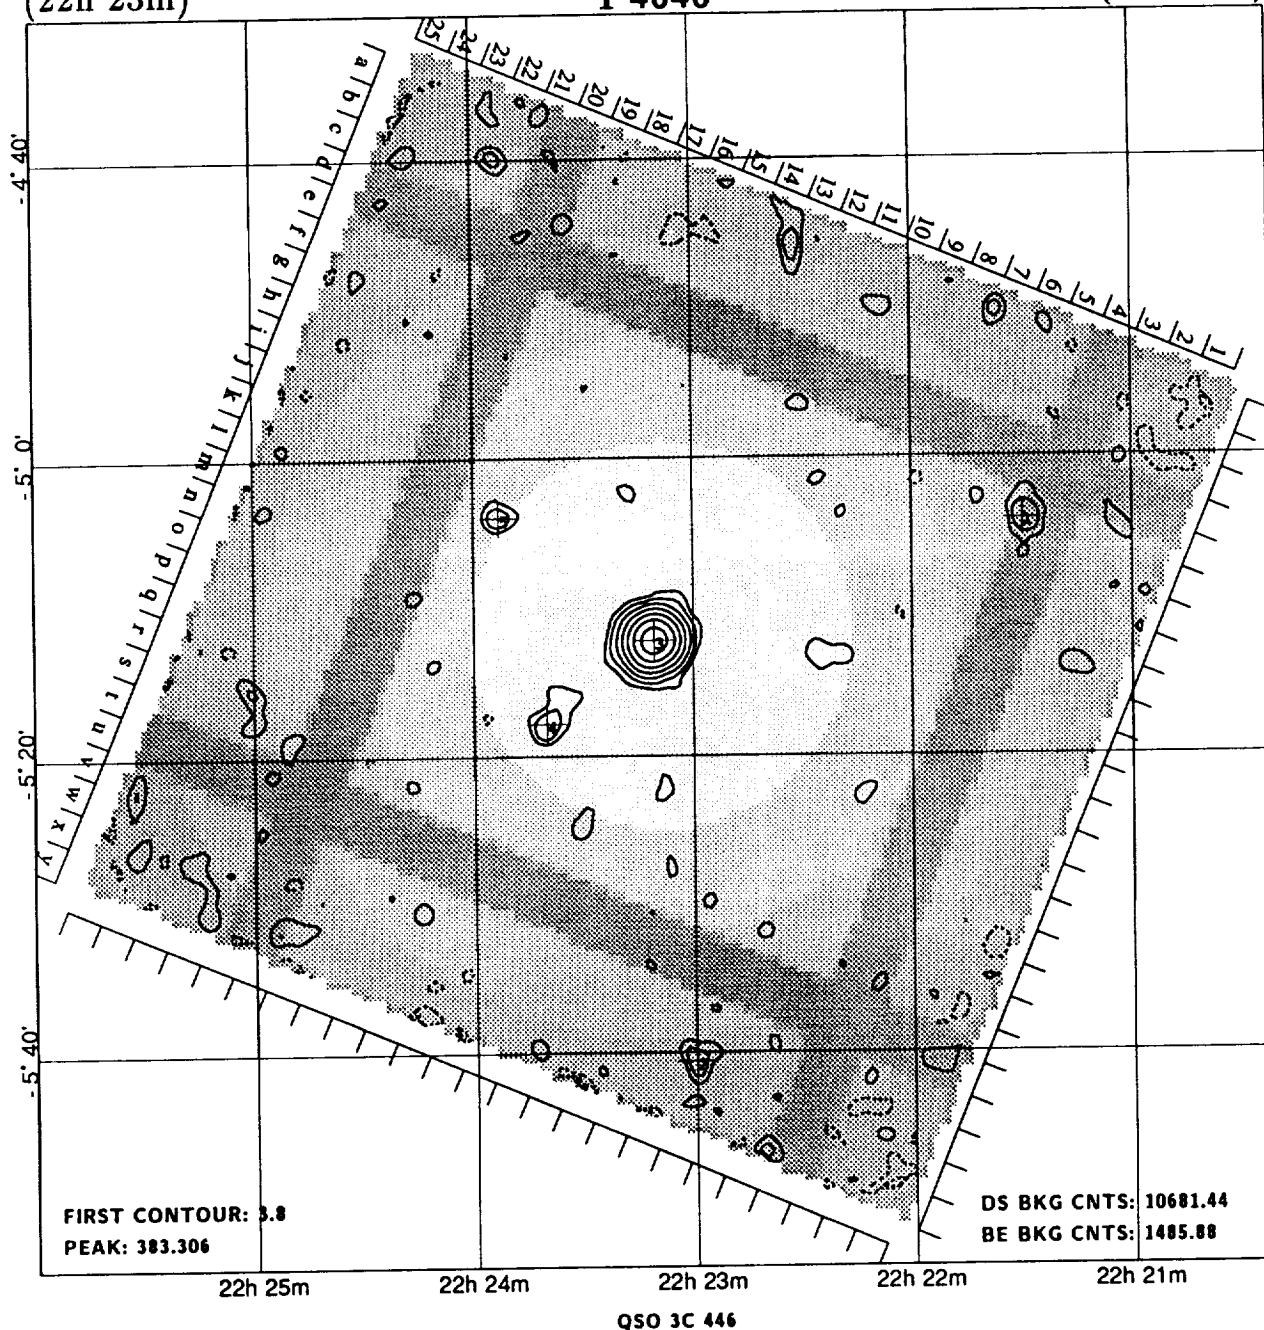 (22h 23m)
25 24 23 22 21 20 19 18 17 16 15 14 13 12 11 10 9 8 7 6 5 4 3 2 1
a b c d e f g h i j k l m n o p q r s t u v w x y
-4° 40'
-5° 0'
-5° 20'
-5° 40'
FIRST CONTOUR: 3.8
PEAK: 383.306
DS BKG CNTS: 10681.44
BE BKG CNTS: 1485.88
22h 25m 22h 24m 22h 23m 22h 22m 22h 21m
QSO 3C 446